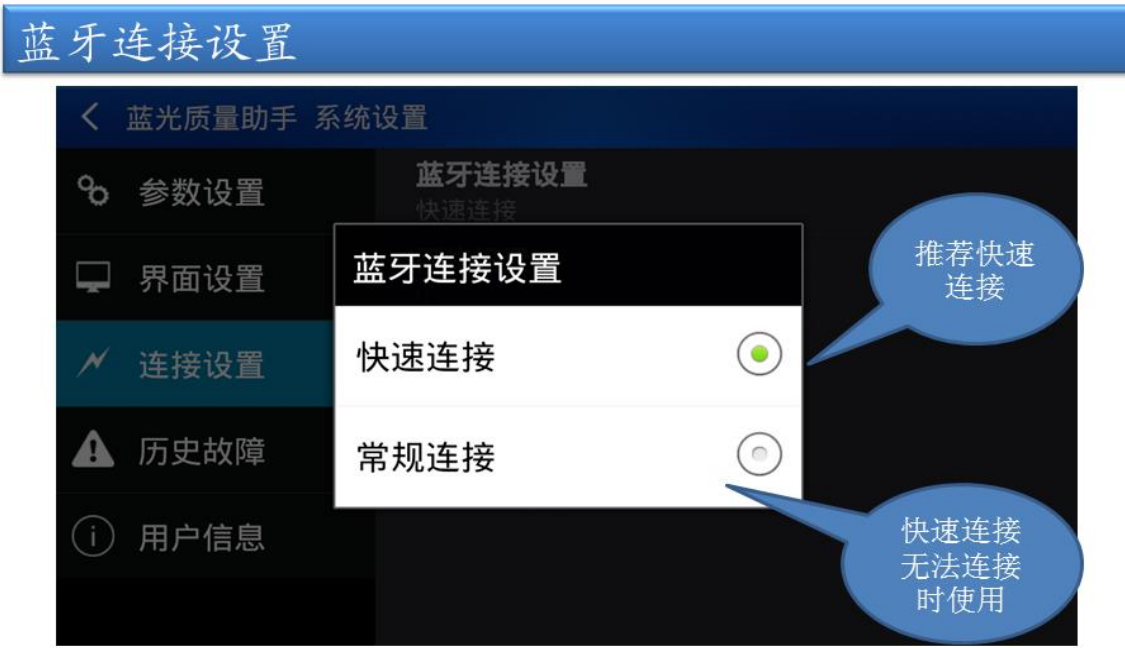 蓝牙连接设置
蓝光质量助手 系统设置
参数设置
界面设置
连接设置
历史故障
用户信息
蓝牙连接设置
快速连接
蓝牙连接设置
快速连接
常规连接
推荐快速
连接
快速连接
无法连接
时使用